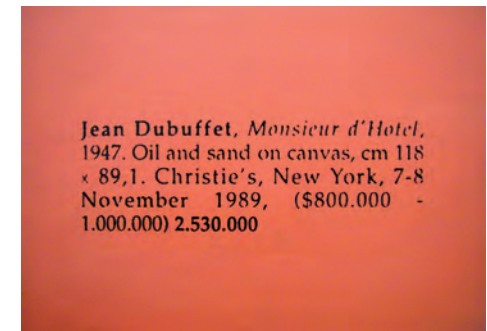 Jean Dubuffet, Monsieur d'Hotel,
1947. Oil and sand on canvas, cm 118
x 89,1. Christie's, New York, 7-8
November 1989, ($800.000 -
1.000.000) 2.530.000